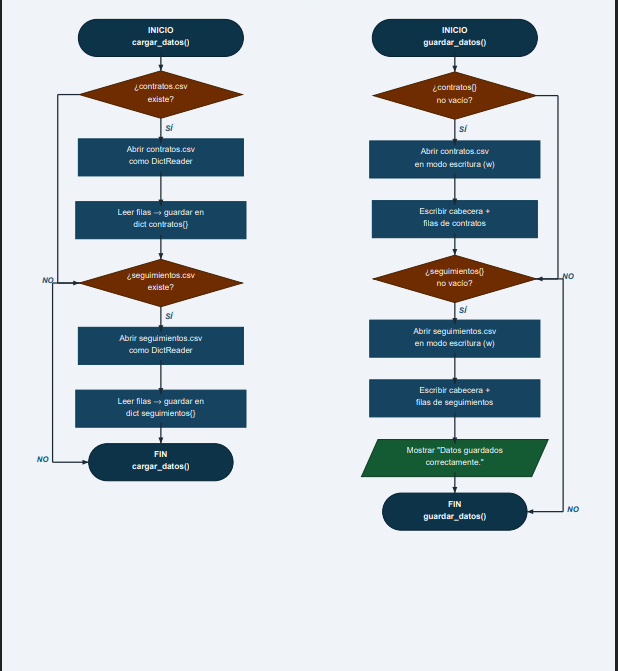 INICIO
cargar_datos()
¿contratos.csv
existe?
SÍ
Abrir contratos.csv
como DictReader
Leer filas → guardar en
dict contratos{}
NO
¿seguimientos.csv
existe?
SÍ
Abrir seguimientos.csv
como DictReader
Leer filas → guardar en
dict seguimientos{}
NO
FIN
cargar_datos()
INICIO
guardar_datos()
¿contratos{}
no vacío?
SÍ
Abrir contratos.csv
en modo escritura (w)
Escribir cabecera +
filas de contratos
¿seguimientos{}
no vacío?
NO
SÍ
Abrir seguimientos.csv
en modo escritura (w)
Escribir cabecera +
filas de seguimientos
Mostrar "Datos guardados
correctamente."
FIN
guardar_datos()
NO